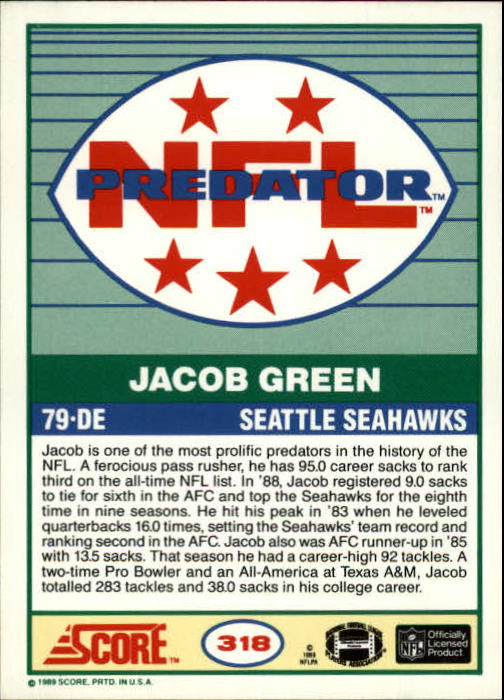 NFL
PREDATOR™
™
JACOB GREEN
79·DE SEATTLE SEAHAWKS
Jacob is one of the most prolific predators in the history of the
NFL. A ferocious pass rusher, he has 95.0 career sacks to rank
third on the all-time NFL list. In '88, Jacob registered 9.0 sacks
to tie for sixth in the AFC and top the Seahawks for the eighth
time in nine seasons. He hit his peak in '83 when he leveled
quarterbacks 16.0 times, setting the Seahawks' team record and
ranking second in the AFC. Jacob also was AFC runner-up in '85
with 13.5 sacks. That season he had a career-high 92 tackles. A
two-time Pro Bowler and an All-America at Texas A&M, Jacob
totalled 283 tackles and 38.0 sacks in his college career.
SCORE™
318
©
1989
NFLPA
NFL
Officially
Licensed
Product
© 1989 SCORE, PRTD. IN U.S.A.